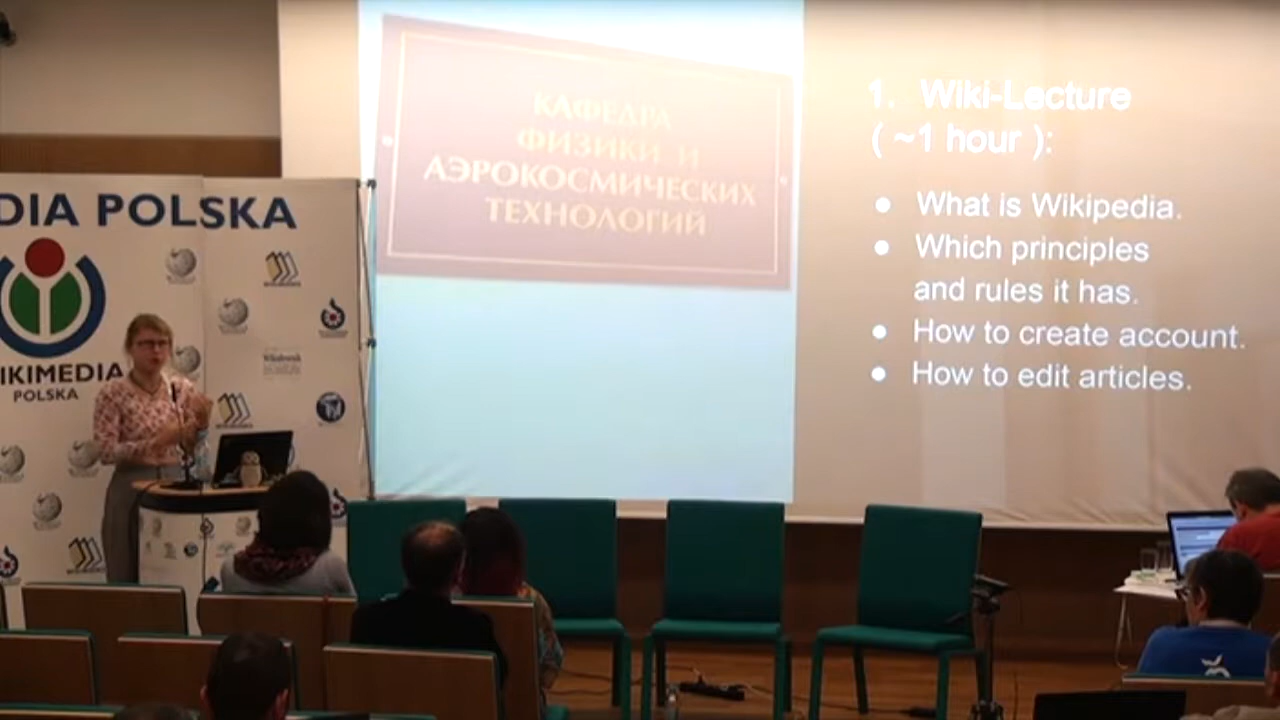 DIA POLSKA
IKIMEDIA
POLSKA
КАФЕДРА
ФИЗИКИ И
АЭРОКОСМИЧЕСКИХ
ТЕХНОЛОГИЙ
1. Wiki-Lecture
( ~1 hour ):
● What is Wikipedia.
● Which principles
and rules it has.
● How to create account.
● How to edit articles.